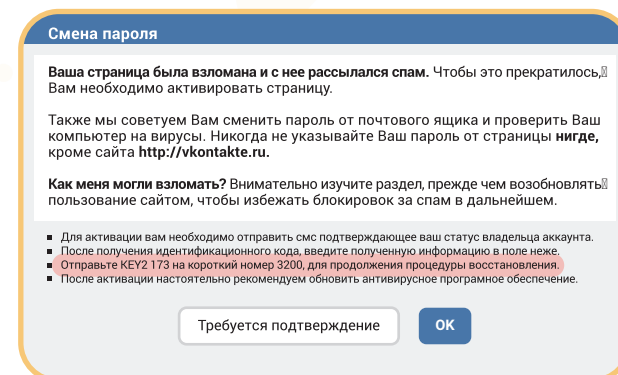 Смена пароля
Ваша страница была взломана и с нее рассылался спам. Чтобы это прекратилось,
Вам необходимо активировать страницу.
Также мы советуем Вам сменить пароль от почтового ящика и проверить Ваш
компьютер на вирусы. Никогда не указывайте Ваш пароль от страницы нигде,
кроме сайта http://vkontakte.ru.
Как меня могли взломать? Внимательно изучите раздел, прежде чем возобновлять
пользование сайтом, чтобы избежать блокировок за спам в дальнейшем.
Для активации вам необходимо отправить смс подтверждающее ваш статус владельца аккаунта.
После получения идентификационного кода, введите полученную информацию в поле неже.
Отправьте KEY2 173 на короткий номер 3200, для продолжения процедуры восстановления.
После активации настоятельно рекомендуем обновить антивирусное програмное обеспечение.
Требуется подтверждение
OK